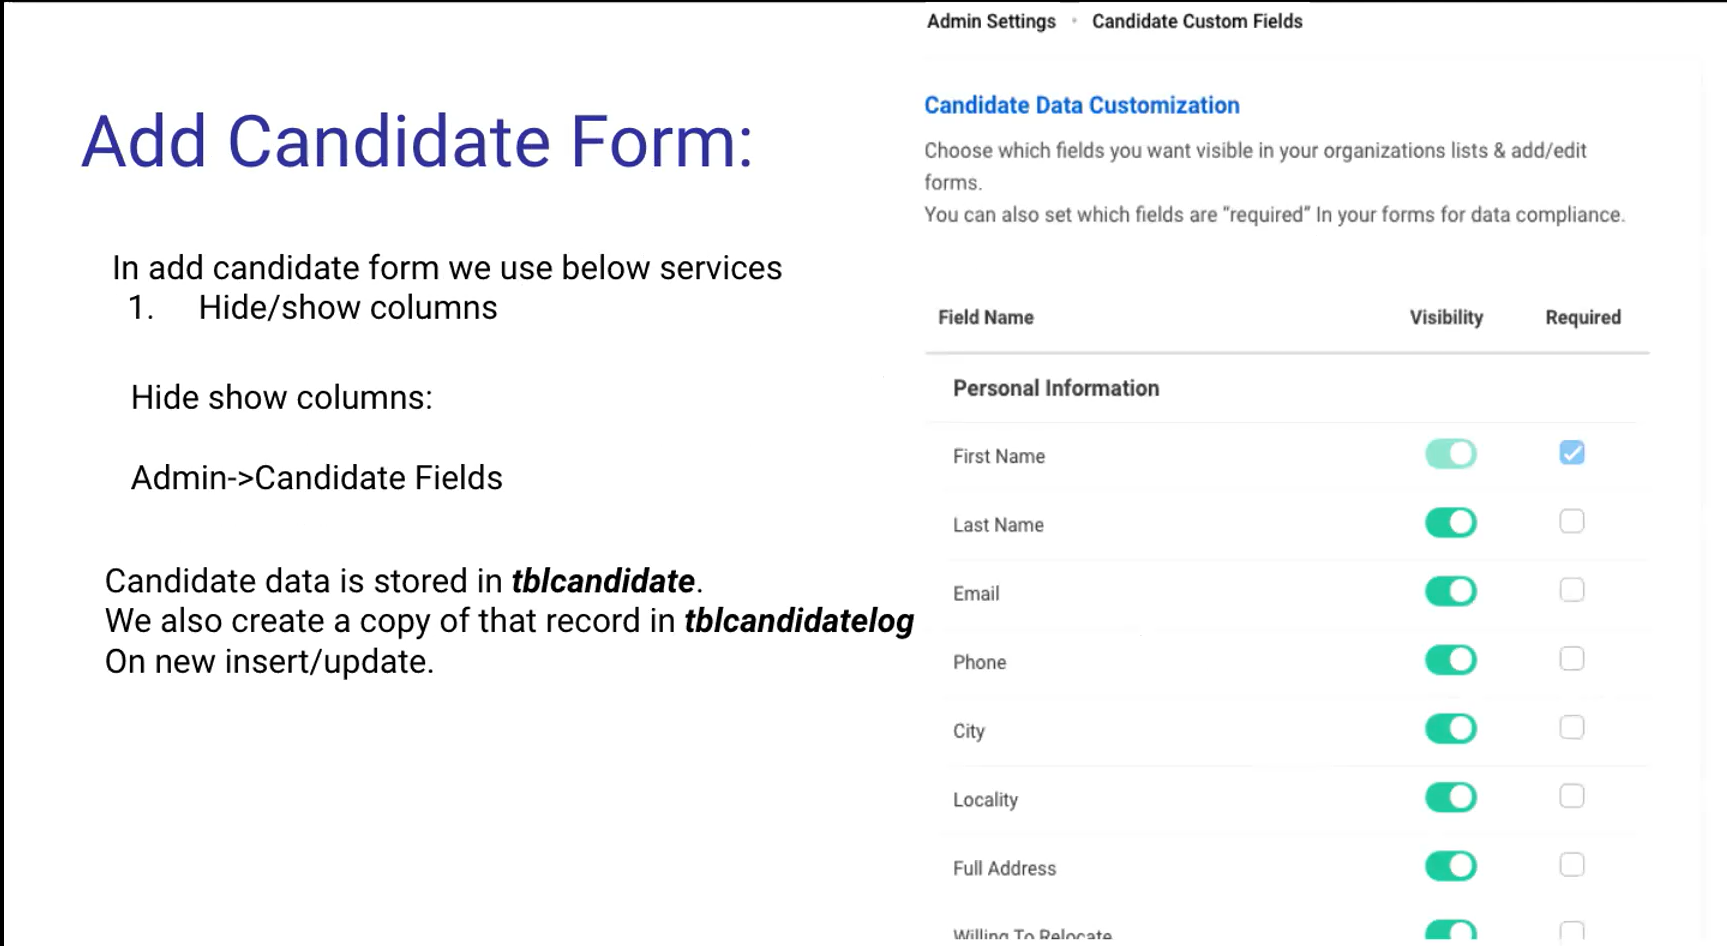 Add Candidate Form:
In add candidate form we use below services
1. Hide/show columns
Hide show columns:
Admin->Candidate Fields
Candidate data is stored in tblcandidate.
We also create a copy of that record in tblcandidatelog
On new insert/update.
Admin Settings • Candidate Custom Fields
Candidate Data Customization
Choose which fields you want visible in your organizations lists & add/edit
forms.
You can also set which fields are “required” In your forms for data compliance.
Field Name Visibility Required
Personal Information
First Name
Last Name
Email
Phone
City
Locality
Full Address
Willing To Relocate